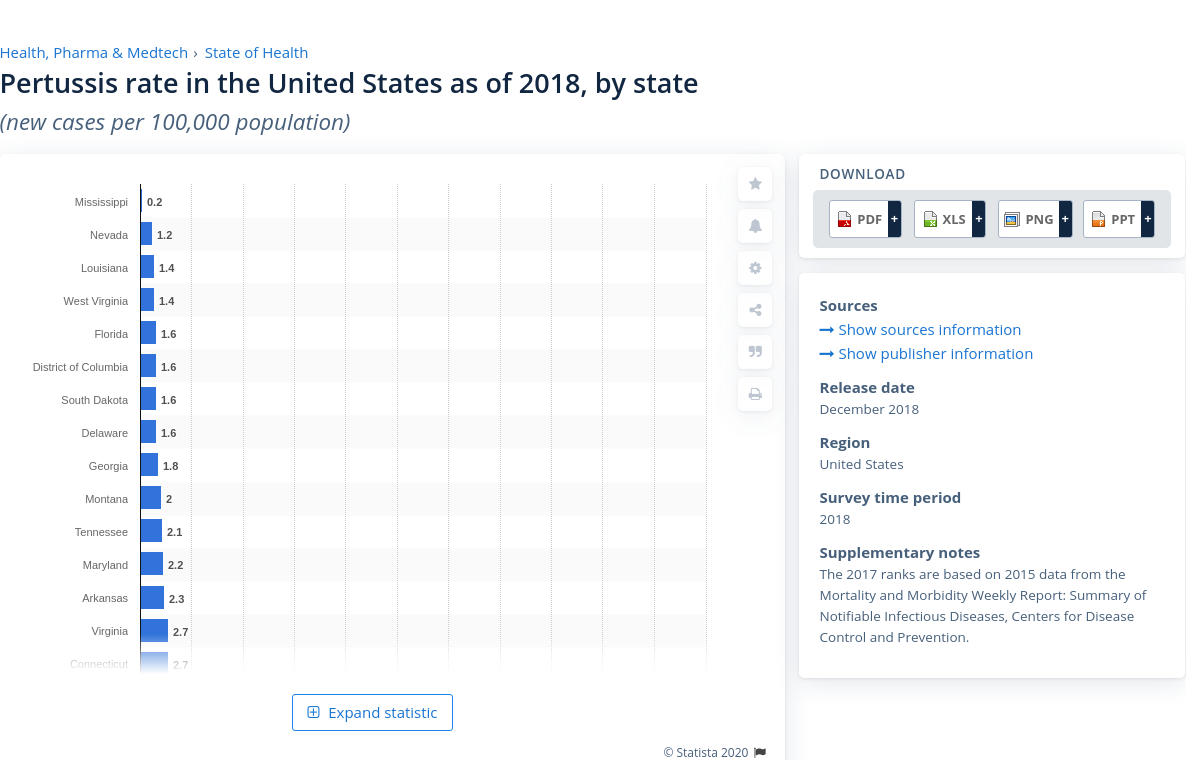 Health, Pharma & Medtech › State of Health
Pertussis rate in the United States as of 2018, by state
(new cases per 100,000 population)
Mississippi 0.2
Nevada 1.2
Louisiana 1.4
West Virginia 1.4
Florida 1.6
District of Columbia 1.6
South Dakota 1.6
Delaware 1.6
Georgia 1.8
Montana 2
Tennessee 2.1
Maryland 2.2
Arkansas 2.3
Virginia 2.7
Connecticut 2.7
Expand statistic
© Statista 2020
DOWNLOAD
PDF + XLS + PNG + PPT +
Sources
Show sources information
Show publisher information
Release date
December 2018
Region
United States
Survey time period
2018
Supplementary notes
The 2017 ranks are based on 2015 data from the
Mortality and Morbidity Weekly Report: Summary of
Notifiable Infectious Diseases, Centers for Disease
Control and Prevention.